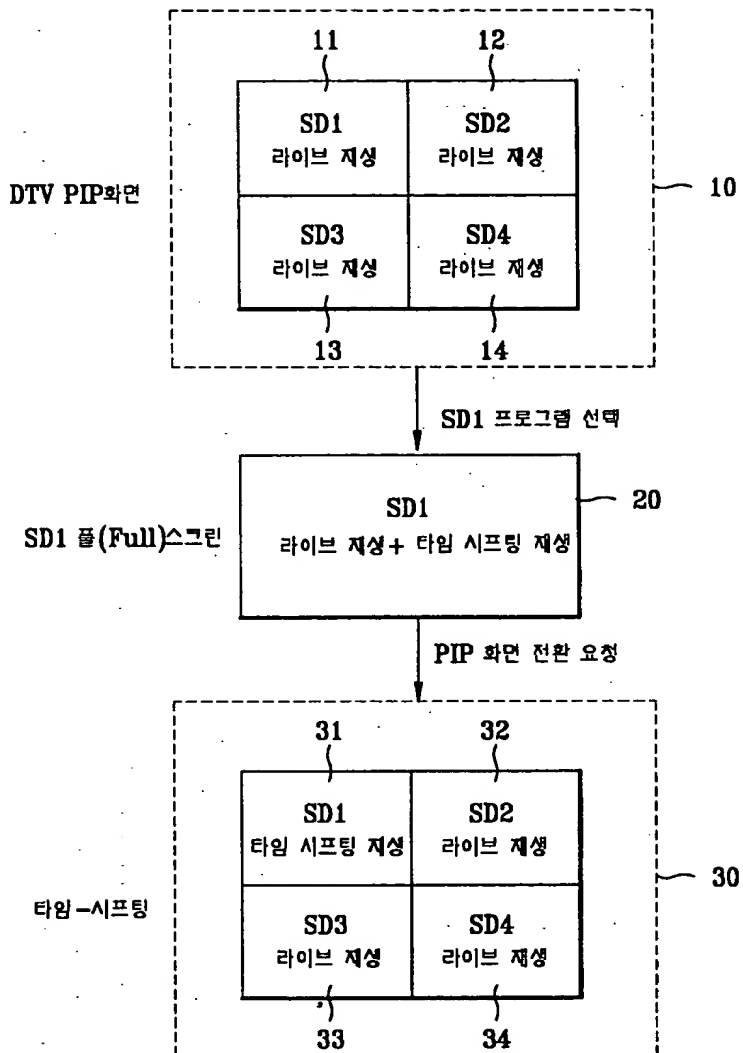 11 12
SD1 SD2
라이브 재생 라이브 재생
DTV PIP화면
10
SD3 SD4
라이브 재생 라이브 재생
13 14
SD1 프로그램 선택
20
SD1
SD1 풀(Full)스크린
라이브 재생+ 타임 시프팅 재생
PIP 화면 전환 요청
31 32
SD1 SD2
타임 시프팅 재생 라이브 재생
30
타임-시프팅
SD3 SD4
라이브 재생 라이브 재생
33 34